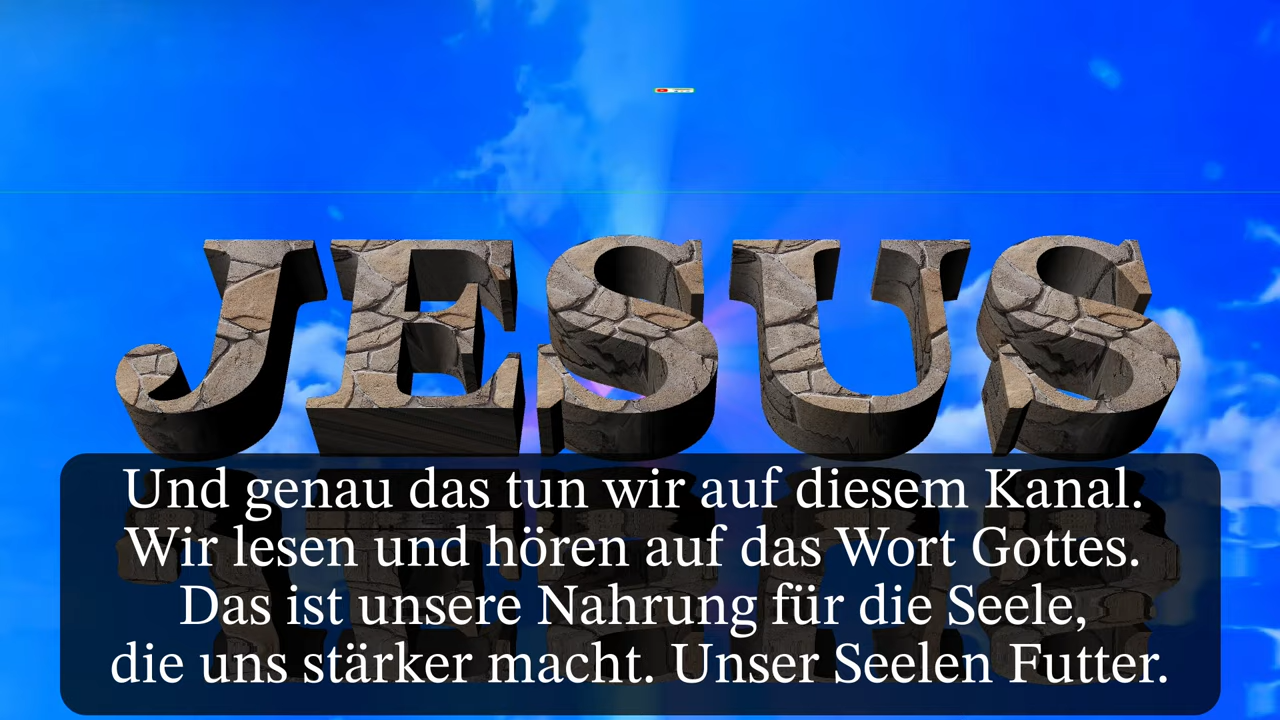 JESUS
Und genau das tun wir auf diesem Kanal.
Wir lesen und hören auf das Wort Gottes.
Das ist unsere Nahrung für die Seele,
die uns stärker macht. Unser Seelen Futter.